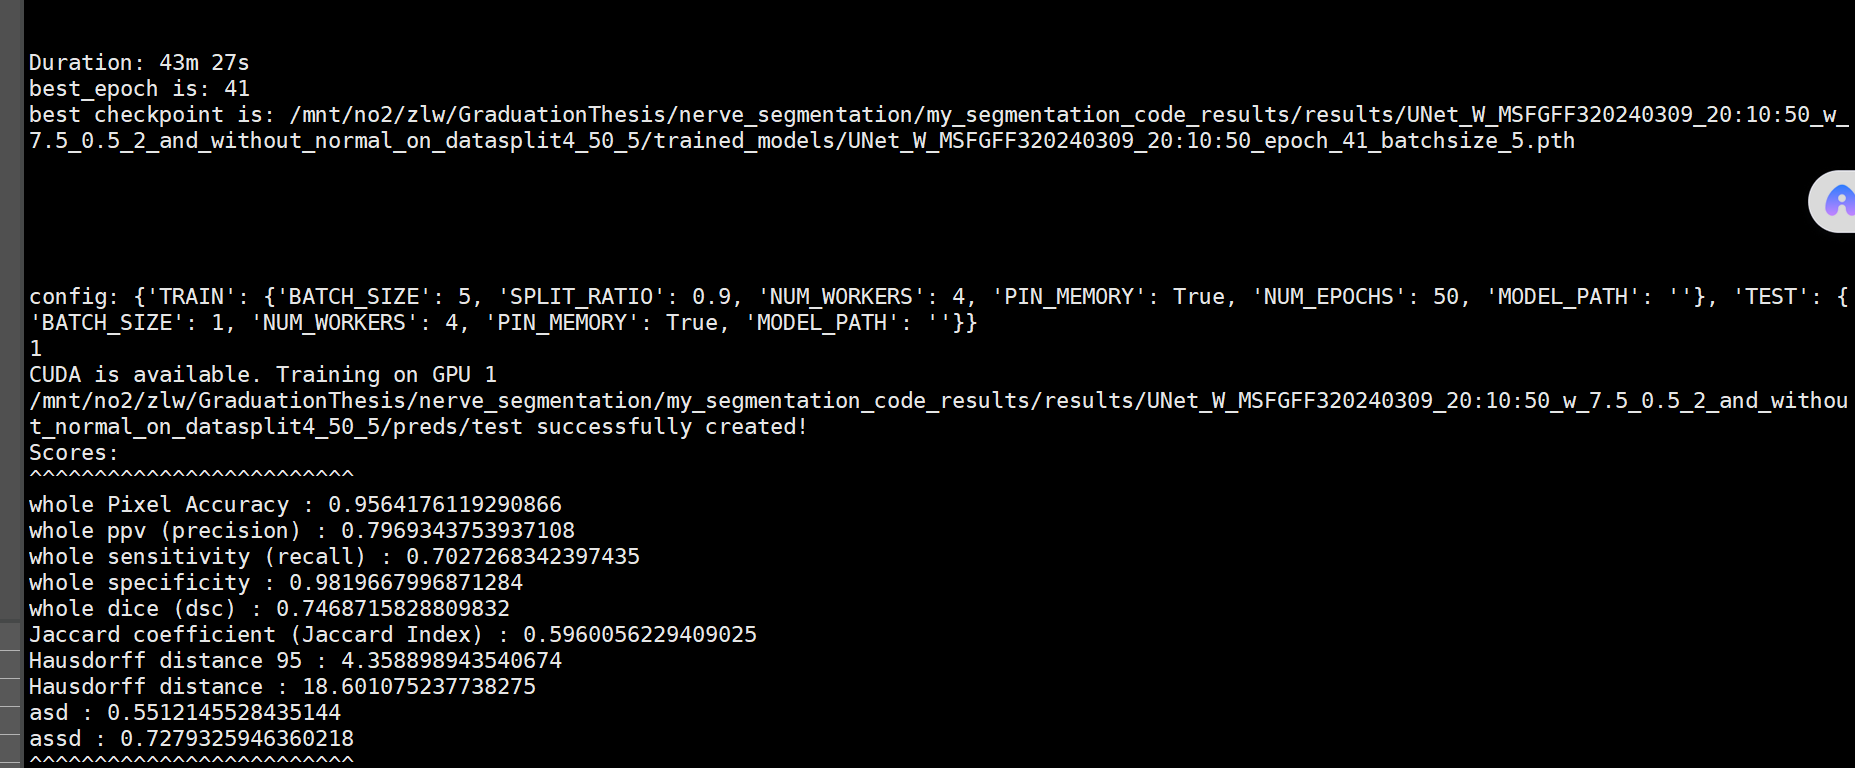 Duration: 43m 27s
best_epoch is: 41
best checkpoint is: /mnt/no2/zlw/GraduationThesis/nerve_segmentation/my_segmentation_code_results/results/UNet_W_MSFGFF320240309_20:10:50_w_
7.5_0.5_2_and_without_normal_on_datasplit4_50_5/trained_models/UNet_W_MSFGFF320240309_20:10:50_epoch_41_batchsize_5.pth
config: {'TRAIN': {'BATCH_SIZE': 5, 'SPLIT_RATIO': 0.9, 'NUM_WORKERS': 4, 'PIN_MEMORY': True, 'NUM_EPOCHS': 50, 'MODEL_PATH': ''}, 'TEST': {
'BATCH_SIZE': 1, 'NUM_WORKERS': 4, 'PIN_MEMORY': True, 'MODEL_PATH': ''}}
1
CUDA is available. Training on GPU 1
/mnt/no2/zlw/GraduationThesis/nerve_segmentation/my_segmentation_code_results/results/UNet_W_MSFGFF320240309_20:10:50_w_7.5_0.5_2_and_withou
t_normal_on_datasplit4_50_5/preds/test successfully created!
Scores:
^^^^^^^^^^^^^^^^^^^^^^^^^
whole Pixel Accuracy : 0.9564176119290866
whole ppv (precision) : 0.7969343753937108
whole sensitivity (recall) : 0.7027268342397435
whole specificity : 0.9819667996871284
whole dice (dsc) : 0.7468715828809832
Jaccard coefficient (Jaccard Index) : 0.5960056229409025
Hausdorff distance 95 : 4.358898943540674
Hausdorff distance : 18.601075237738275
asd : 0.5512145528435144
assd : 0.7279325946360218
^^^^^^^^^^^^^^^^^^^^^^^^^